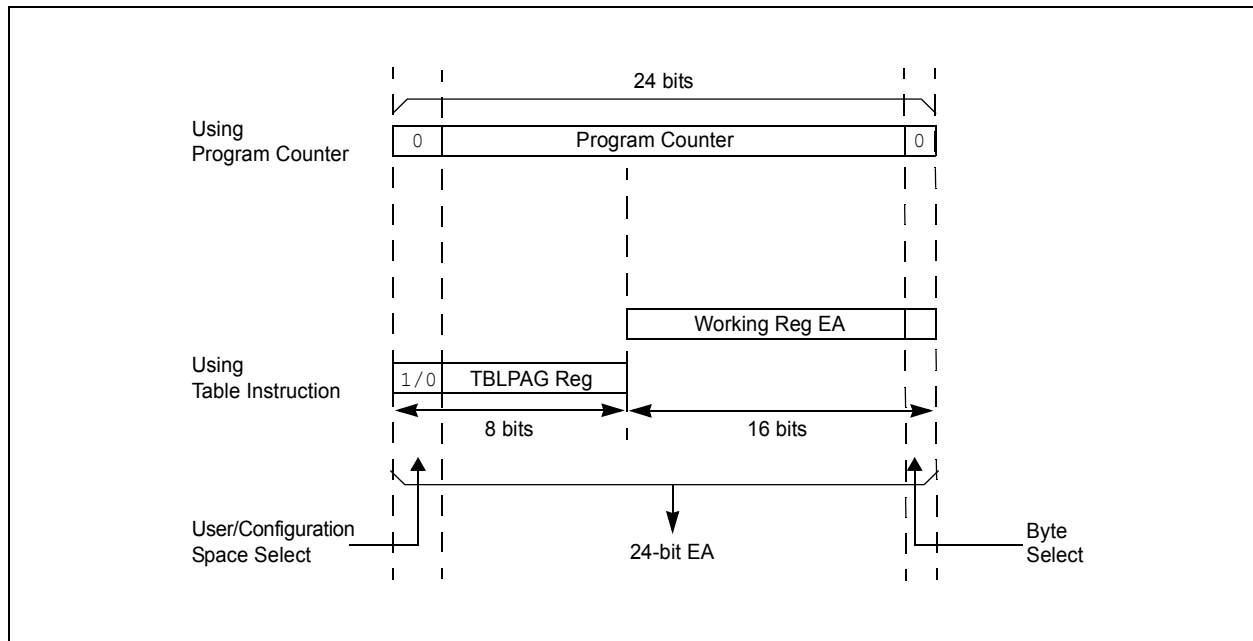 24 bits
Using
Program Counter
0
Program Counter
0
Working Reg EA
Using
Table Instruction
1/0
TBLPAG Reg
8 bits
16 bits
User/Configuration
Space Select
24-bit EA
Byte
Select